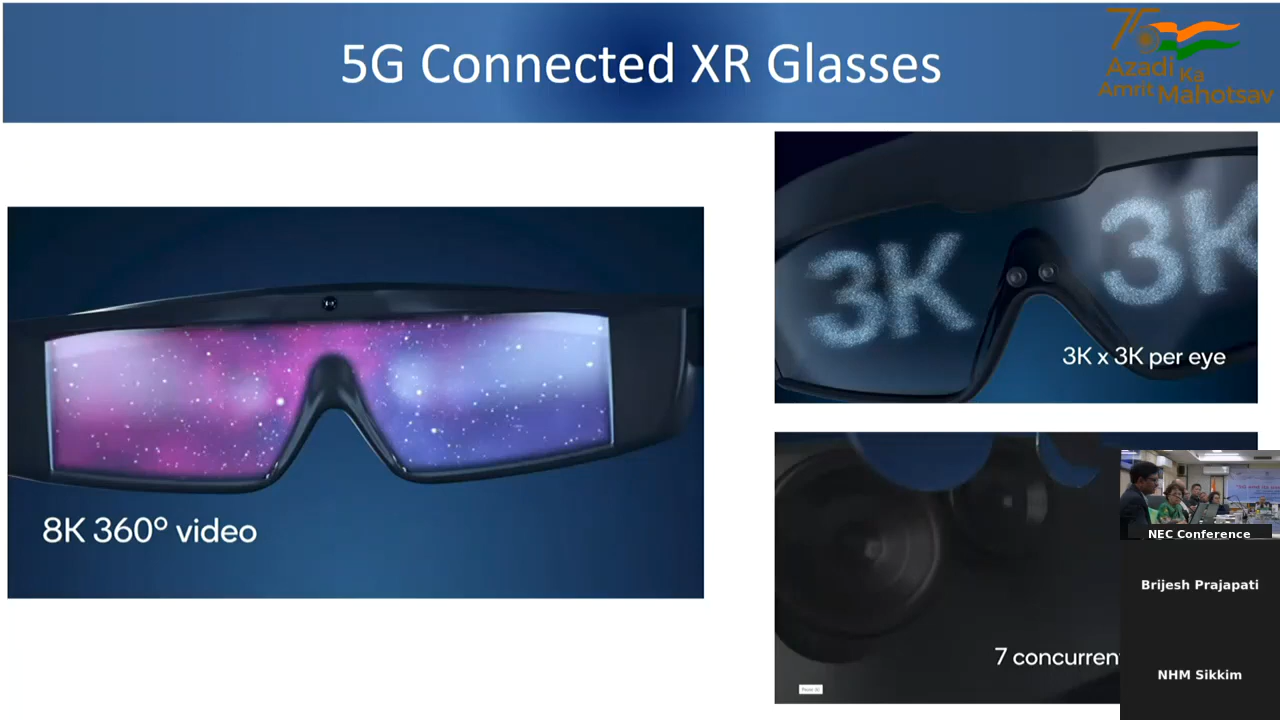 5G Connected XR Glasses
75
Azadi Ka
Amrit Mahotsav
8K 360º video
3K 3K
3K x 3K per eye
7 concurren
NEC Conference
Brijesh Prajapati
NHM Sikkim